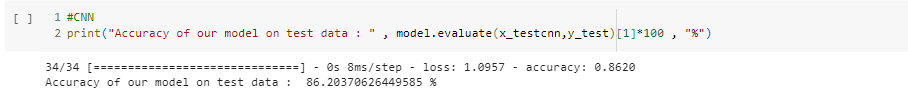 [ ] 1 #CNN
2 print("Accuracy of our model on test data : " , model.evaluate(x_testcnn,y_test)[1]*100 , "%")
34/34 [==============================] - 0s 8ms/step - loss: 1.0957 - accuracy: 0.8620
Accuracy of our model on test data :  86.20370626449585 %